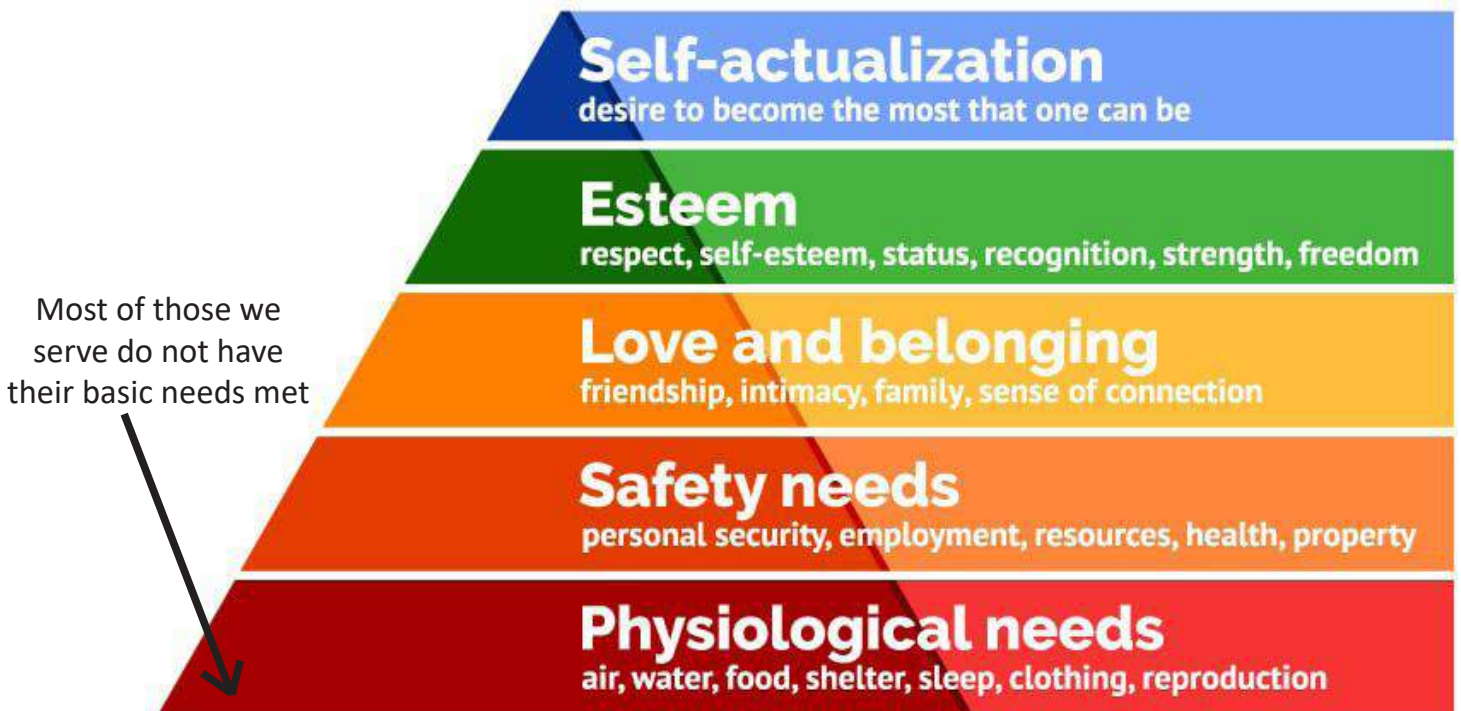 Self-actualization
desire to become the most that one can be
Esteem
respect, self-esteem, status, recognition, strength, freedom
Most of those we
serve do not have
their basic needs met
Love and belonging
friendship, intimacy, family, sense of connection
Safety needs
personal security, employment, resources, health, property
Physiological needs
air, water, food, shelter, sleep, clothing, reproduction